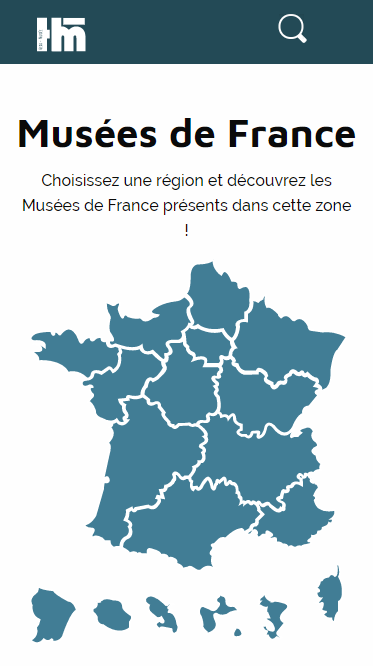 Musées de France
Choisissez une région et découvrez les
Musées de France présents dans cette zone
!